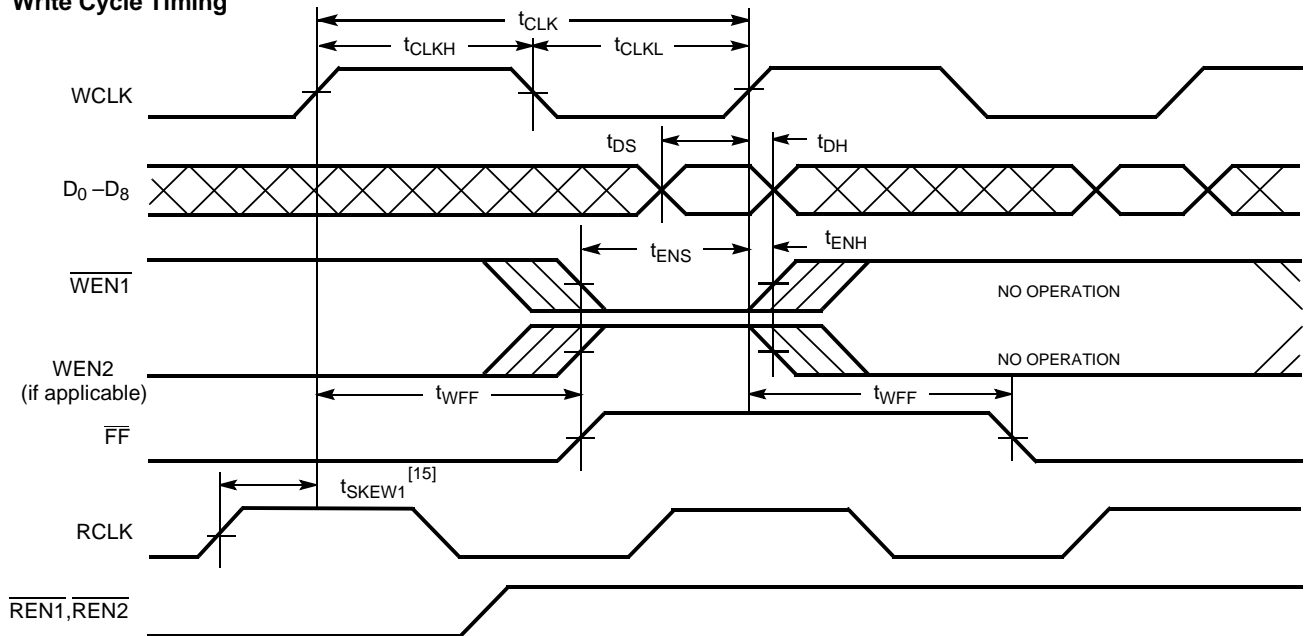 Write Cycle Timing
tCLK
tCLKH
tCLKL
WCLK
tDS
tDH
D0 –D8
tENS
tENH
WEN1
NO OPERATION
WEN2
(if applicable)
NO OPERATION
tWFF
tWFF
FF
tSKEW1 [15]
RCLK
REN1,REN2